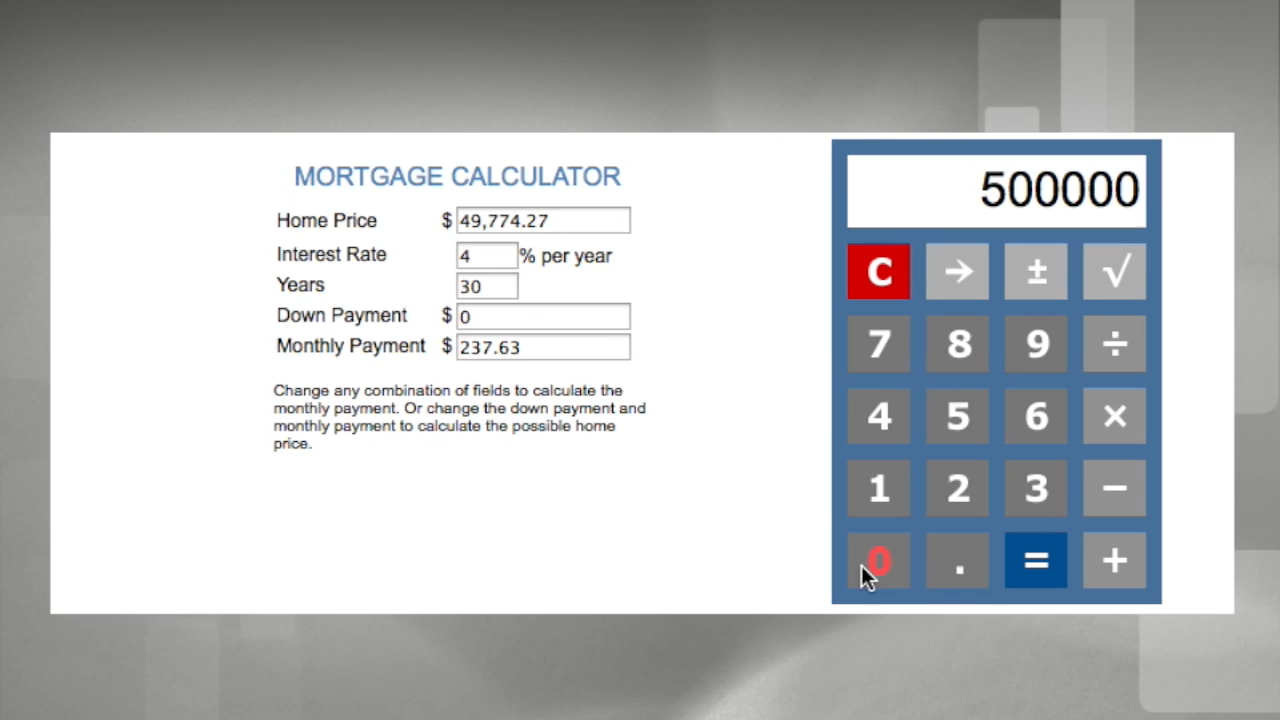 MORTGAGE CALCULATOR
Home Price $ 49,774.27
Interest Rate 4 % per year
Years 30
Down Payment $ 0
Monthly Payment $ 237.63
Change any combination of fields to calculate the
monthly payment. Or change the down payment and
monthly payment to calculate the possible home
price.
500000
C → ± √
7 8 9 ÷
4 5 6 ×
1 2 3 −
0 . = +